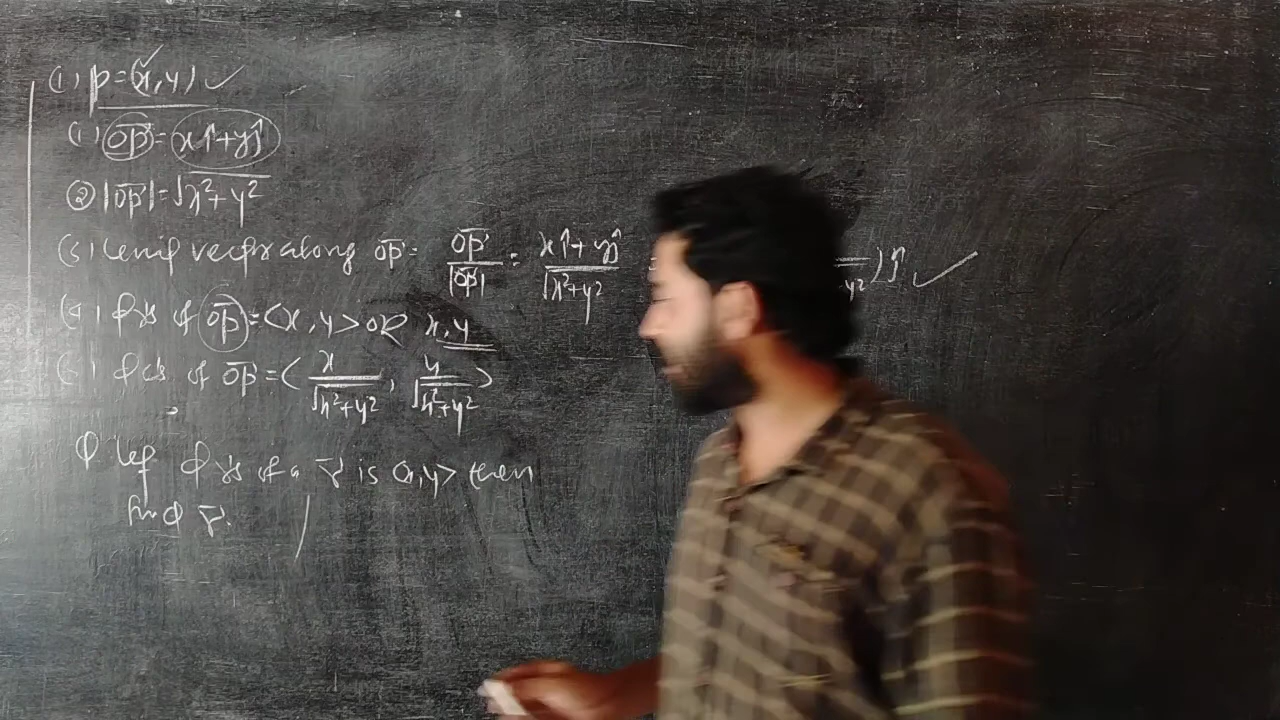 (1) P=(x,y) ✓
(1) OP = xî+yĵ
② |OP| = √x²+y²
(3) Unit vector along OP = OP/|OP| = xî+yĵ/√x²+y² = y²)ĵ ✓
(4) of OP = <x,y> OR x,y
of OP = < x/√x²+y², y/√x²+y² >
Q Let of a r is <x,y> then
find r.